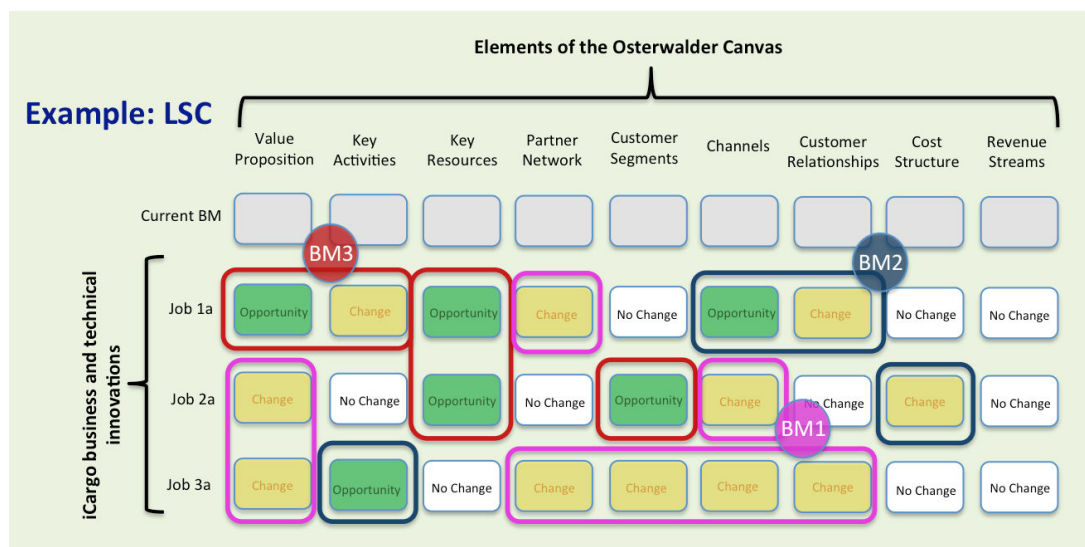 Elements of the Osterwalder Canvas
Example: LSC
Value Proposition
Key Activities
Key Resources
Partner Network
Customer Segments
Channels
Customer Relationships
Cost Structure
Revenue Streams
Current BM
BM3
BM2
iCargo business and technical innovations
Job 1a
Opportunity
Change
Opportunity
Change
No Change
Opportunity
Change
No Change
No Change
Job 2a
Change
No Change
Opportunity
No Change
Opportunity
Change
No Change
Change
No Change
BM1
Job 3a
Change
Opportunity
No Change
Change
Change
Change
Change
No Change
No Change